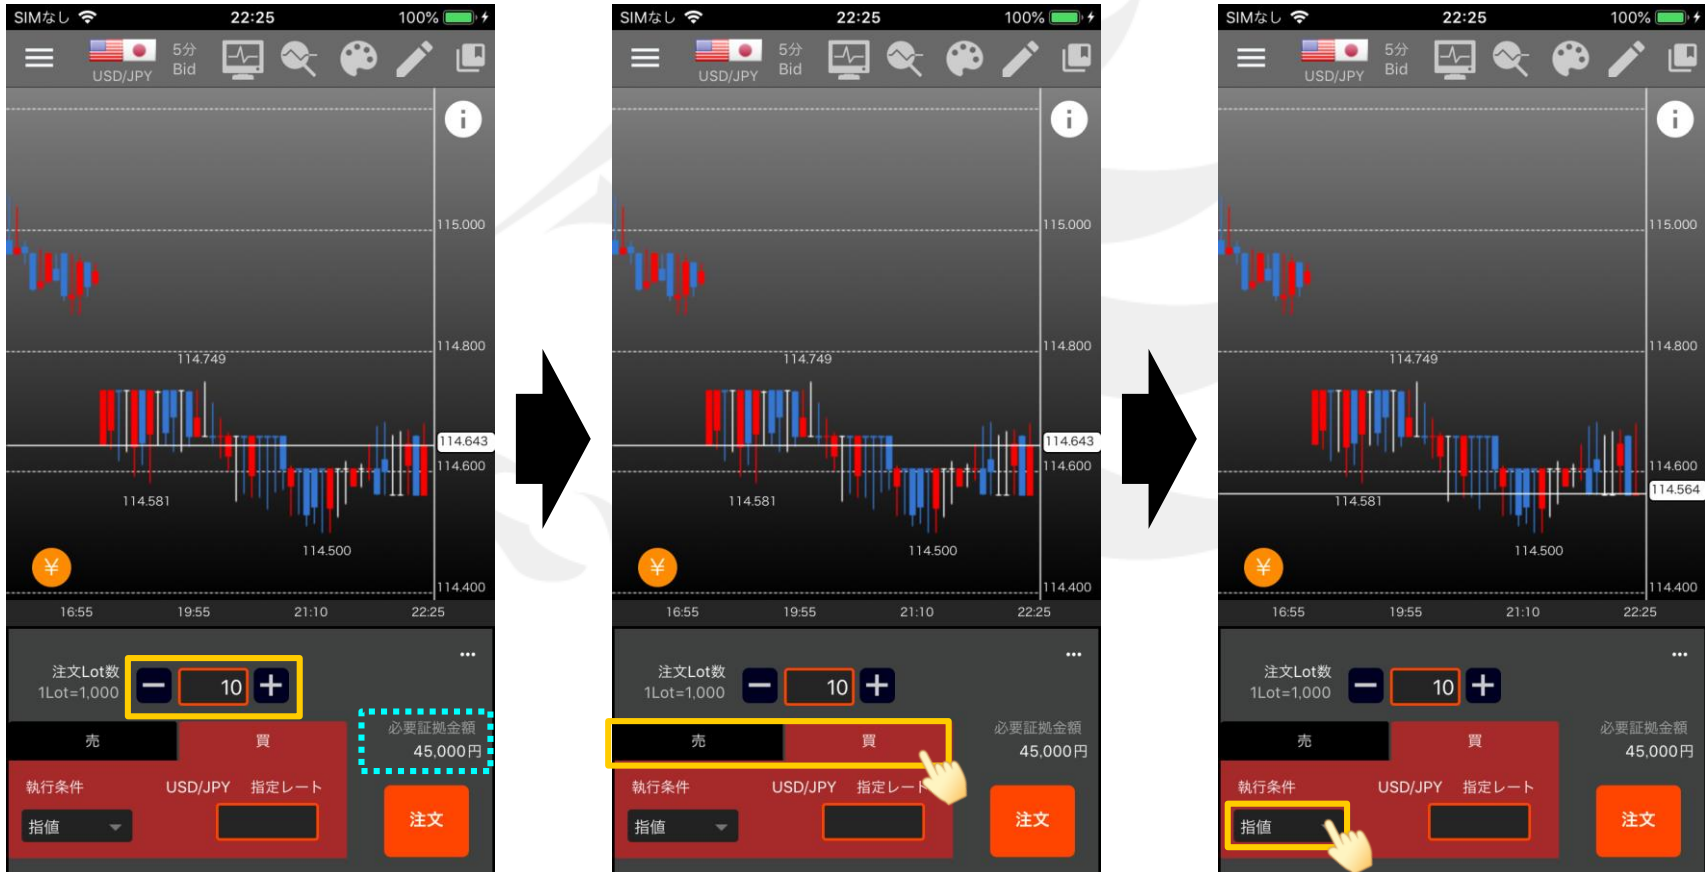 SIMなし 22:25 100%
USD/JPY
5分
Bid
i
115.000
114.800
114.749
114.643
114.600
114.581
114.500
¥
114.400
16:55 19:55 21:10 22:25
...
注文Lot数
1Lot=1,000
10
売 買
必要証拠金額
45,000円
執行条件 USD/JPY 指定レート
指値
注文
SIMなし 22:25 100%
USD/JPY
5分
Bid
i
115.000
114.800
114.749
114.643
114.600
114.581
114.500
¥
114.400
16:55 19:55 21:10 22:25
...
注文Lot数
1Lot=1,000
10
売 買
必要証拠金額
45,000円
執行条件 USD/JPY 指定レート
指値
注文
SIMなし 22:25 100%
USD/JPY
5分
Bid
i
115.000
114.800
114.749
114.600
114.564
114.581
114.500
¥
114.400
16:55 19:55 21:10 22:25
...
注文Lot数
1Lot=1,000
10
売 買
必要証拠金額
45,000円
執行条件 USD/JPY 指定レート
指値
注文